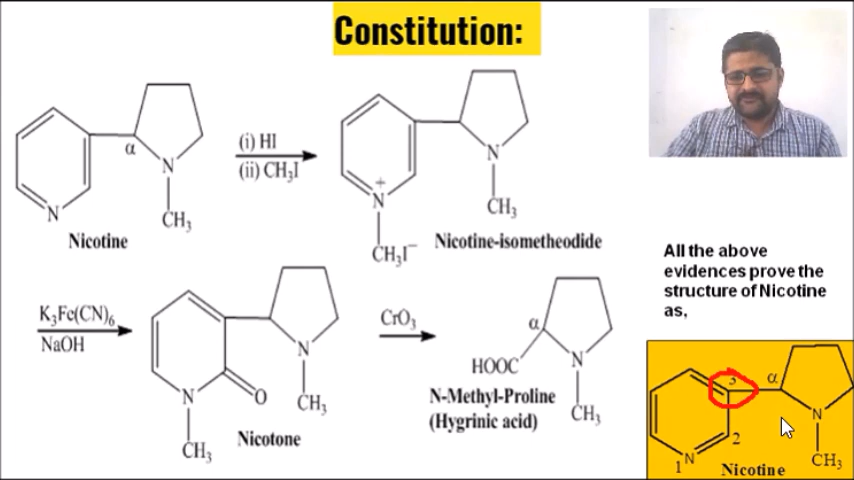 Constitution:
α
N
N
CH3
Nicotine
(i) HI
(ii) CH3I
N
+
N
CH3
CH3I−
Nicotine-isometheodide
All the above
evidences prove the
structure of Nicotine
as,
K3Fe(CN)6
NaOH
N
N
O
CH3
CH3
Nicotone
CrO3
α
HOOC
N
CH3
N-Methyl-Proline
(Hygrinic acid)
3
α
N
2
1
N
CH3
Nicotine